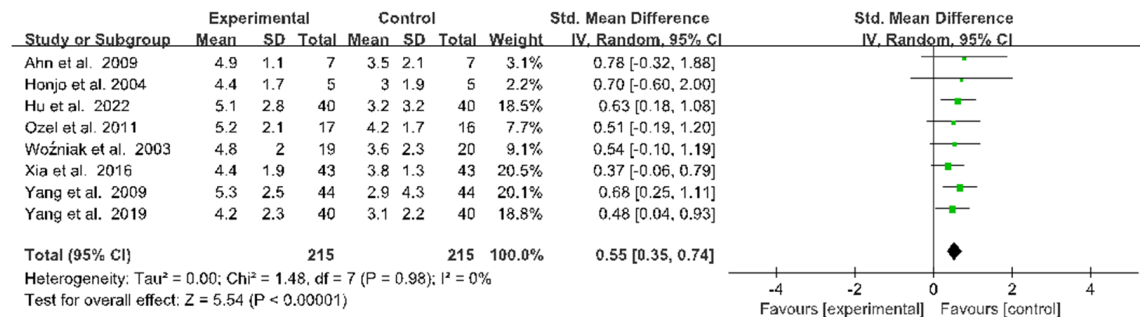 Experimental Control Std. Mean Difference Std. Mean Difference
Study or Subgroup Mean SD Total Mean SD Total Weight IV, Random, 95% CI IV, Random, 95% CI
Ahn et al. 2009 4.9 1.1 7 3.5 2.1 7 3.1% 0.78 [-0.32, 1.88]
Honjo 2004 4.4 1.7 5 3 1.9 5 2.2% 0.70 [-0.60, 2.00]
Hu et al. 2022 5.1 2.8 40 3.2 3.2 40 18.5% 0.63 [0.18, 1.08]
Ozel et al. 2011 5.2 2.1 17 4.2 1.7 16 7.7% 0.51 [-0.19, 1.20]
Woźniak et al. 2003 4.8 2 19 3.6 2.3 20 9.1% 0.54 [-0.10, 1.19]
Xia et al. 2016 4.4 1.9 43 3.8 1.3 43 20.5% 0.37 [-0.06, 0.79]
Yang et al. 2009 5.3 2.5 44 2.9 4.3 44 20.1% 0.68 [0.25, 1.11]
Yang et al. 2019 4.2 2.3 40 3.1 2.2 40 18.8% 0.48 [0.04, 0.93]
Total (95% CI) 215 215 100.0% 0.55 [0.35, 0.74]
Heterogeneity: Tau² = 0.00; Chi² = 1.48, df = 7 (P = 0.98); I² = 0%
Test for overall effect: Z = 5.54 (P < 0.00001)
-4 -2 0 2 4
Favours [experimental] Favours [control]